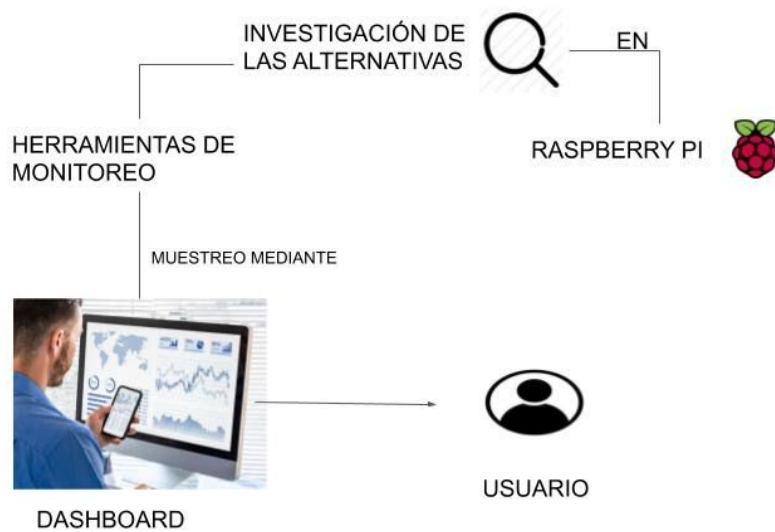 INVESTIGACIÓN DE
LAS ALTERNATIVAS
EN
HERRAMIENTAS DE
MONITOREO
RASPBERRY PI
MUESTREO MEDIANTE
USUARIO
DASHBOARD